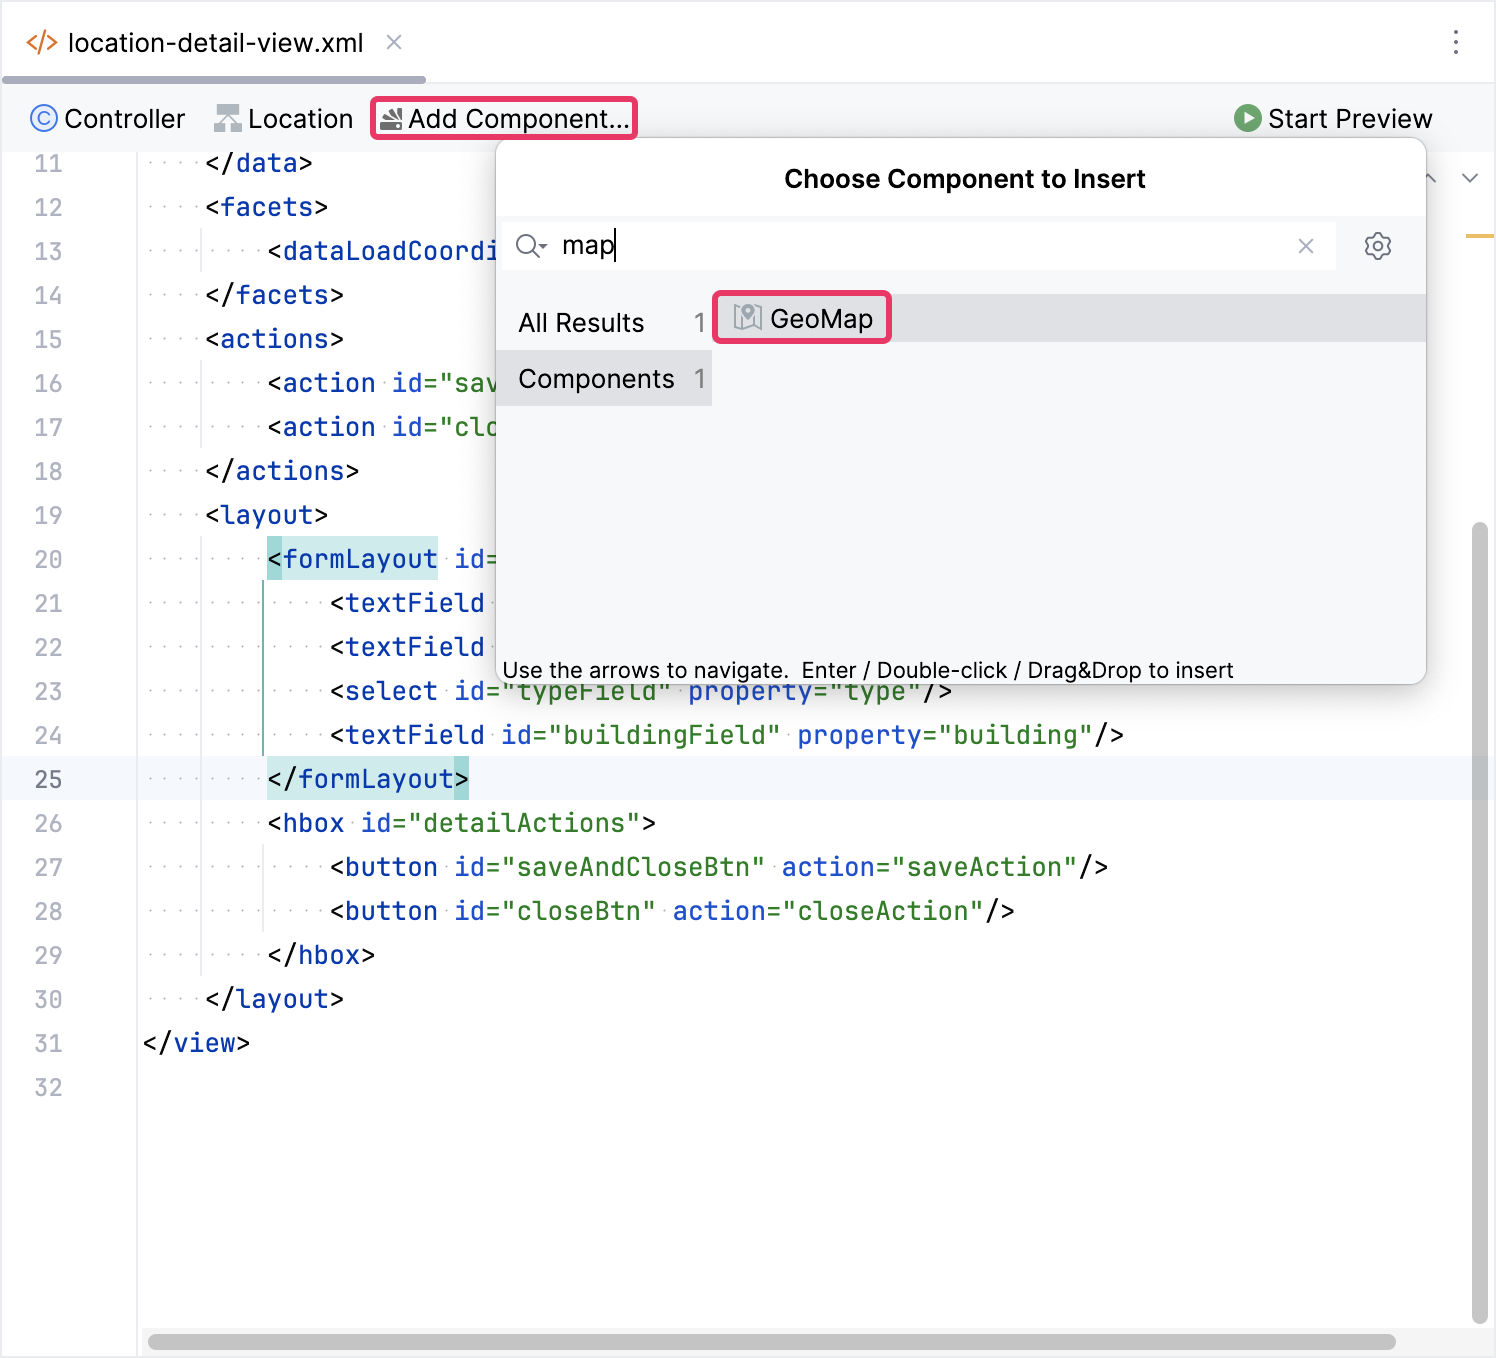 location-detail-view.xml
Controller Location Add Component... Start Preview
Choose Component to Insert
map
All Results 1
Components 1
GeoMap
Use the arrows to navigate. Enter / Double-click / Drag&Drop to insert
11 </data>
12 <facets>
13 <dataLoadCoordi
14 </facets>
15 <actions>
16 <action id="sav
17 <action id="clo
18 </actions>
19 <layout>
20 <formLayout id=
21 <textField
22 <textField
23 <select id="typeField" property="type"/>
24 <textField id="buildingField" property="building"/>
25 </formLayout>
26 <hbox id="detailActions">
27 <button id="saveAndCloseBtn" action="saveAction"/>
28 <button id="closeBtn" action="closeAction"/>
29 </hbox>
30 </layout>
31 </view>
32